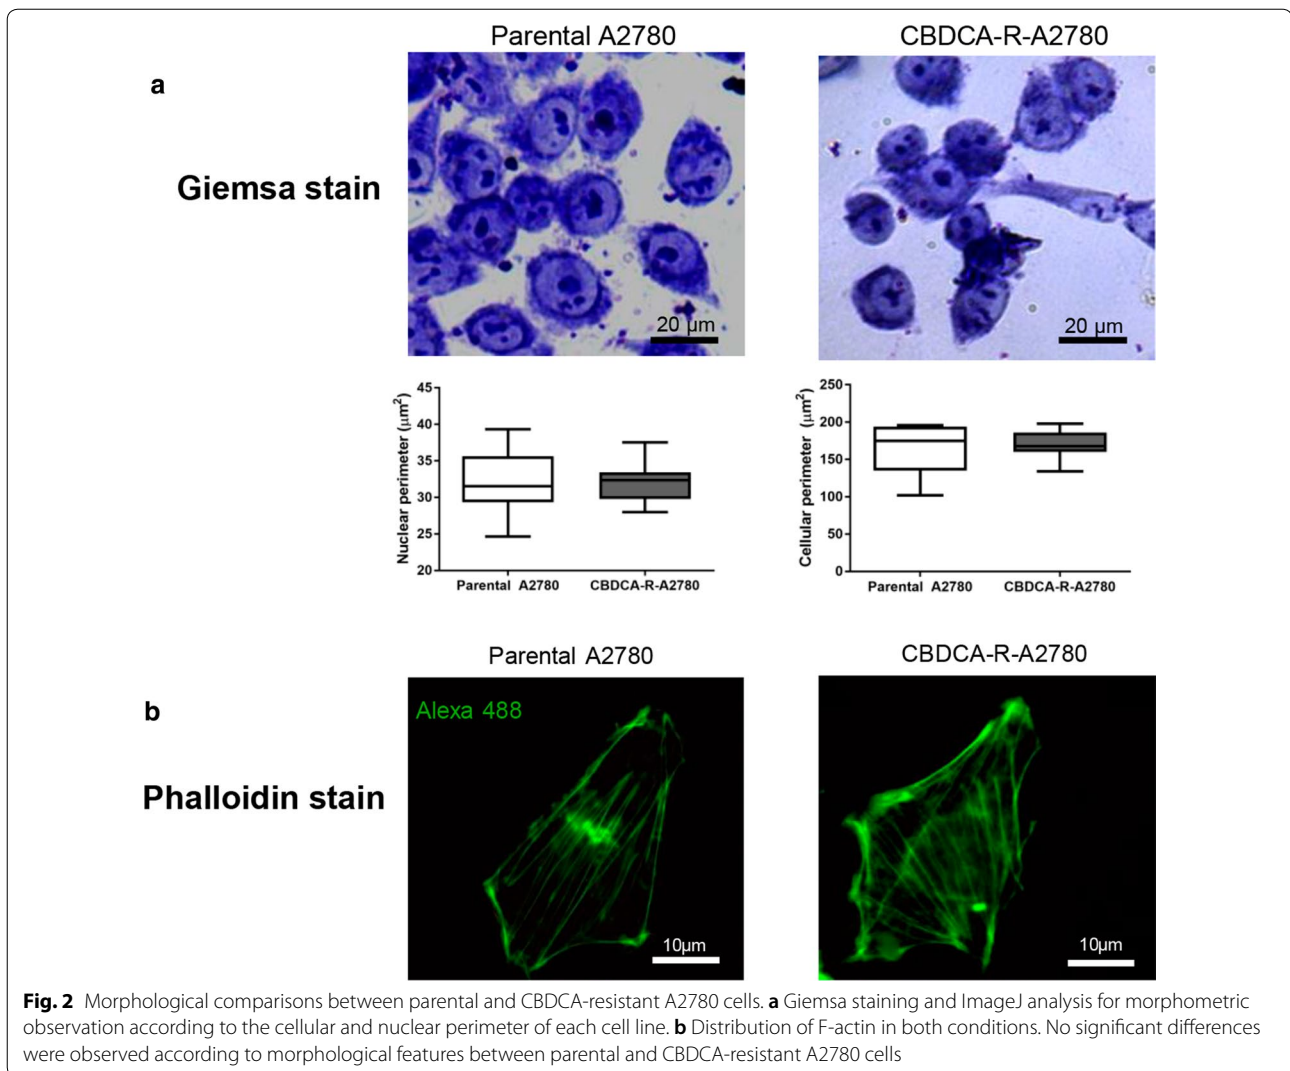 Parental A2780
CBDCA-R-A2780
a
Giemsa stain
20 µm
20 µm
Nuclear perimeter (µm²)
45
40
35
30
25
20
Parental A2780
CBDCA-R-A2780
Cellular perimeter (µm²)
250
200
150
100
50
0
Parental A2780
CBDCA-R-A2780
Parental A2780
CBDCA-R-A2780
b
Phalloidin stain
Alexa 488
10µm
10µm
Fig. 2 Morphological comparisons between parental and CBDCA-resistant A2780 cells. a Giemsa staining and ImageJ analysis for morphometric
observation according to the cellular and nuclear perimeter of each cell line. b Distribution of F-actin in both conditions. No significant differences
were observed according to morphological features between parental and CBDCA-resistant A2780 cells